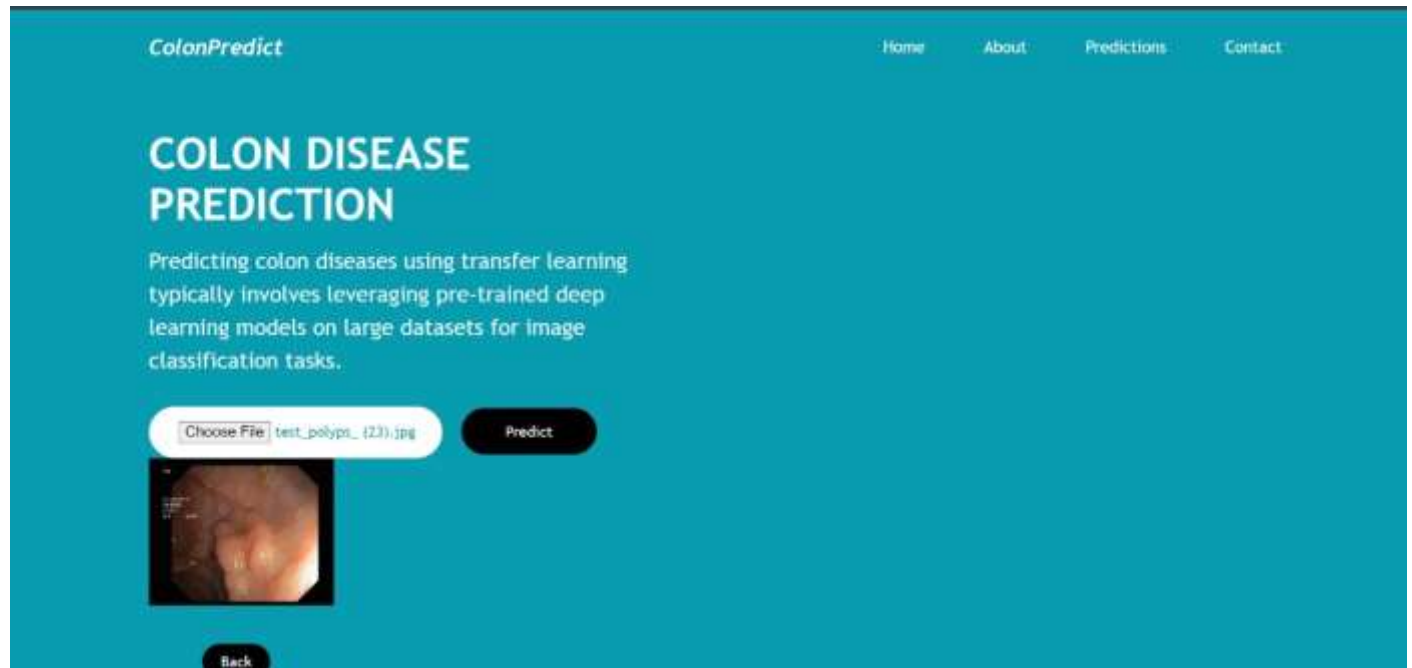 ColonPredict
Home About Predictions Contact
COLON DISEASE
PREDICTION
Predicting colon diseases using transfer learning
typically involves leveraging pre-trained deep
learning models on large datasets for image
classification tasks.
Choose File test_polyps_ (23).jpg
Predict
Back